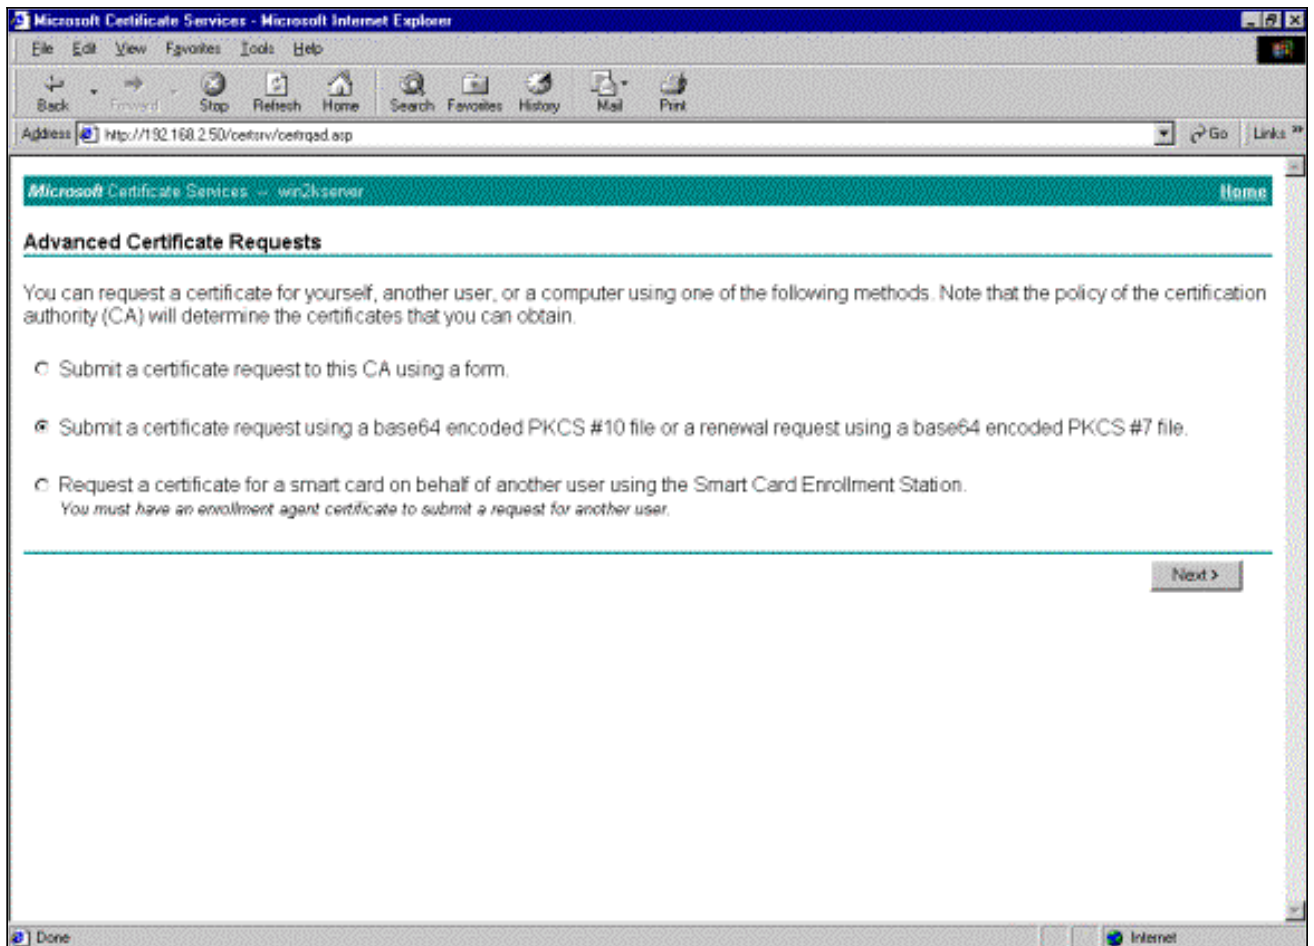 Microsoft Certificate Services - Microsoft Internet Explorer
File Edit View Favorites Tools Help
Back Forward Stop Refresh Home Search Favorites History Mail Print
Address http://192.168.2.50/certsrv/certrqad.asp Go Links »
Microsoft Certificate Services -- win2kserver Home
Advanced Certificate Requests
You can request a certificate for yourself, another user, or a computer using one of the following methods. Note that the policy of the certification
authority (CA) will determine the certificates that you can obtain.
Submit a certificate request to this CA using a form.
Submit a certificate request using a base64 encoded PKCS #10 file or a renewal request using a base64 encoded PKCS #7 file.
Request a certificate for a smart card on behalf of another user using the Smart Card Enrollment Station.
You must have an enrollment agent certificate to submit a request for another user.
Next >
Done Internet